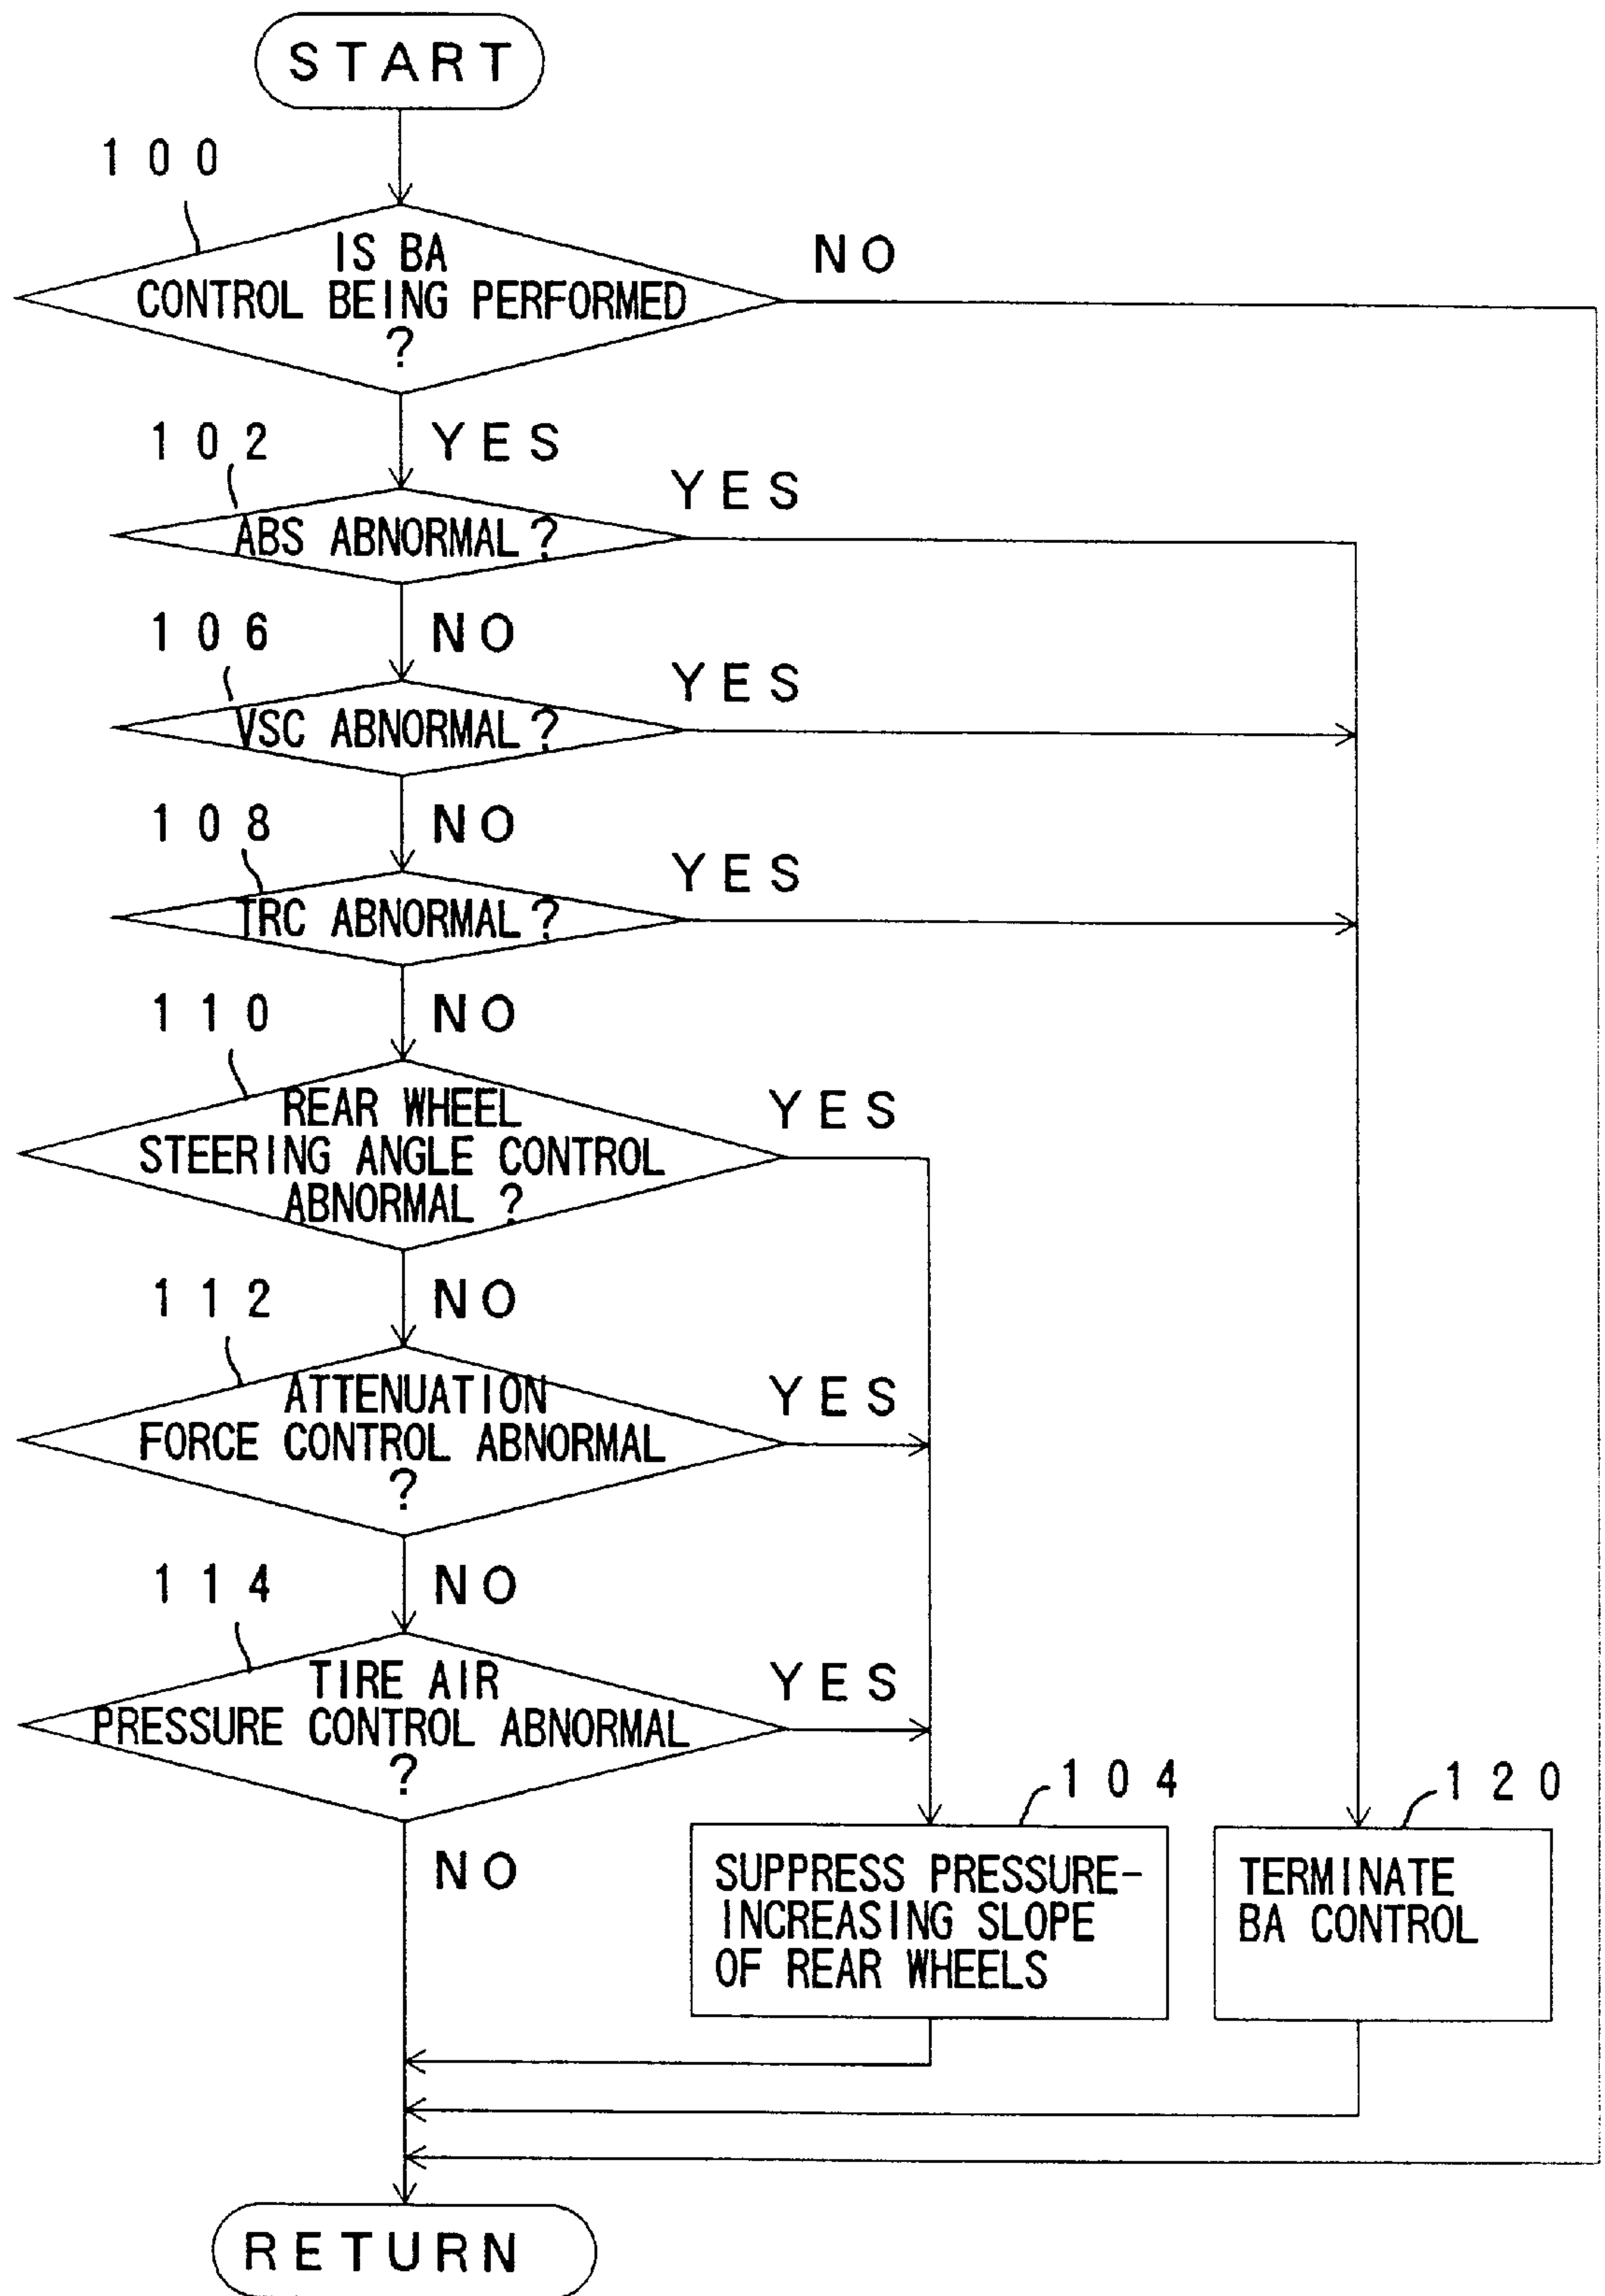 START
100
IS BA
CONTROL BEING PERFORMED
?
NO
YES
102
ABS ABNORMAL?
YES
NO
106
VSC ABNORMAL?
YES
NO
108
TRC ABNORMAL?
YES
NO
110
REAR WHEEL
STEERING ANGLE CONTROL
ABNORMAL ?
YES
NO
112
ATTENUATION
FORCE CONTROL ABNORMAL
?
YES
NO
114
TIRE AIR
PRESSURE CONTROL ABNORMAL
?
YES
NO
104
SUPPRESS PRESSURE-
INCREASING SLOPE
OF REAR WHEELS
120
TERMINATE
BA CONTROL
RETURN